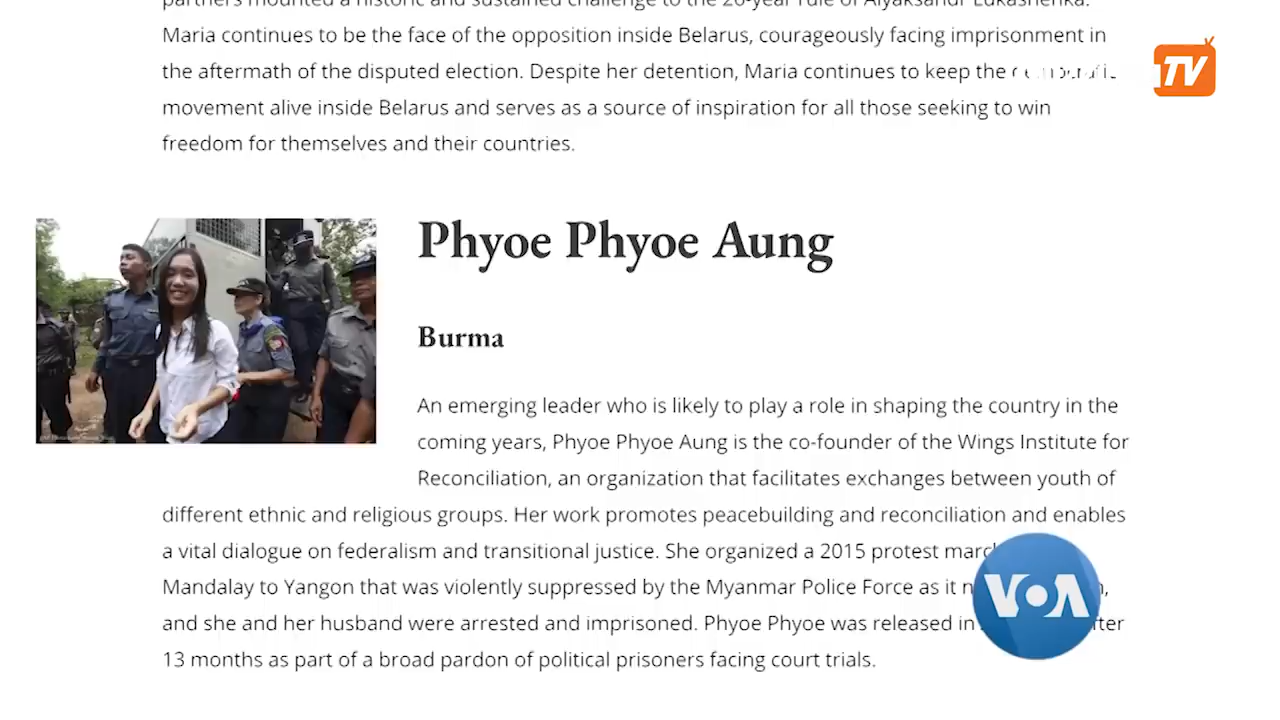 partners mounted a historic and sustained challenge to the 26-year rule of Alyaksandr Lukashenka.
Maria continues to be the face of the opposition inside Belarus, courageously facing imprisonment in
the aftermath of the disputed election. Despite her detention, Maria continues to keep the
TV
movement alive inside Belarus and serves as a source of inspiration for all those seeking to win
freedom for themselves and their countries.
Phyoe Phyoe Aung
Burma
An emerging leader who is likely to play a role in shaping the country in the
coming years, Phyoe Phyoe Aung is the co-founder of the Wings Institute for
Reconciliation, an organization that facilitates exchanges between youth of
different ethnic and religious groups. Her work promotes peacebuilding and reconciliation and enables
a vital dialogue on federalism and transitional justice. She organized a 2015 protest
Mandalay to Yangon that was violently suppressed by the Myanmar Police Force as it
VOA
and she and her husband were arrested and imprisoned. Phyoe Phyoe was released in
13 months as part of a broad pardon of political prisoners facing court trials.